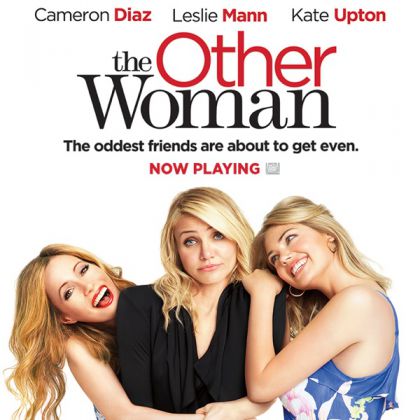 Cameron Diaz Leslie Mann Kate Upton
the Other
Woman
The oddest friends are about to get even.
NOW PLAYING